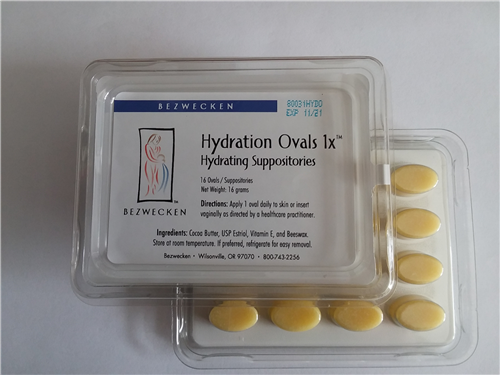 BEZWECKEN
80031HYDO
EXP 11/21
Hydration Ovals 1x™
Hydrating Suppositories
16 Ovals/Suppositories
Net Weight: 16 grams
Directions: Apply 1 oval daily to skin or insert
vaginally as directed by a healthcare practitioner.
™
BEZWECKEN
Ingredients: Cocoa Butter, USP Estriol, Vitamin E, and Beeswax.
Store at room temperature. If preferred, refrigerate for easy removal.
Bezwecken • Wilsonville, OR 97070 • 800-743-2256